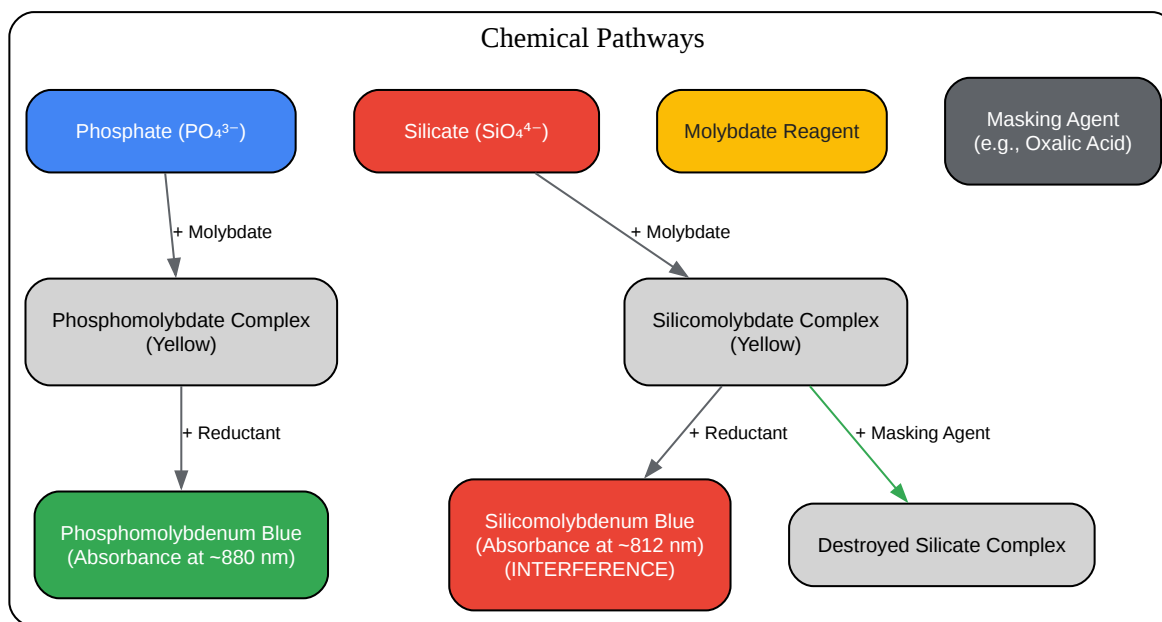 Chemical Pathways
Phosphate (PO₄³⁻)
Silicate (SiO₄⁴⁻)
Molybdate Reagent
Masking Agent
(e.g., Oxalic Acid)
+ Molybdate
+ Molybdate
Phosphomolybdate Complex
(Yellow)
Silicomolybdate Complex
(Yellow)
+ Reductant
+ Reductant
+ Masking Agent
Phosphomolybdenum Blue
(Absorbance at ~880 nm)
Silicomolybdenum Blue
(Absorbance at ~812 nm)
(INTERFERENCE)
Destroyed Silicate Complex